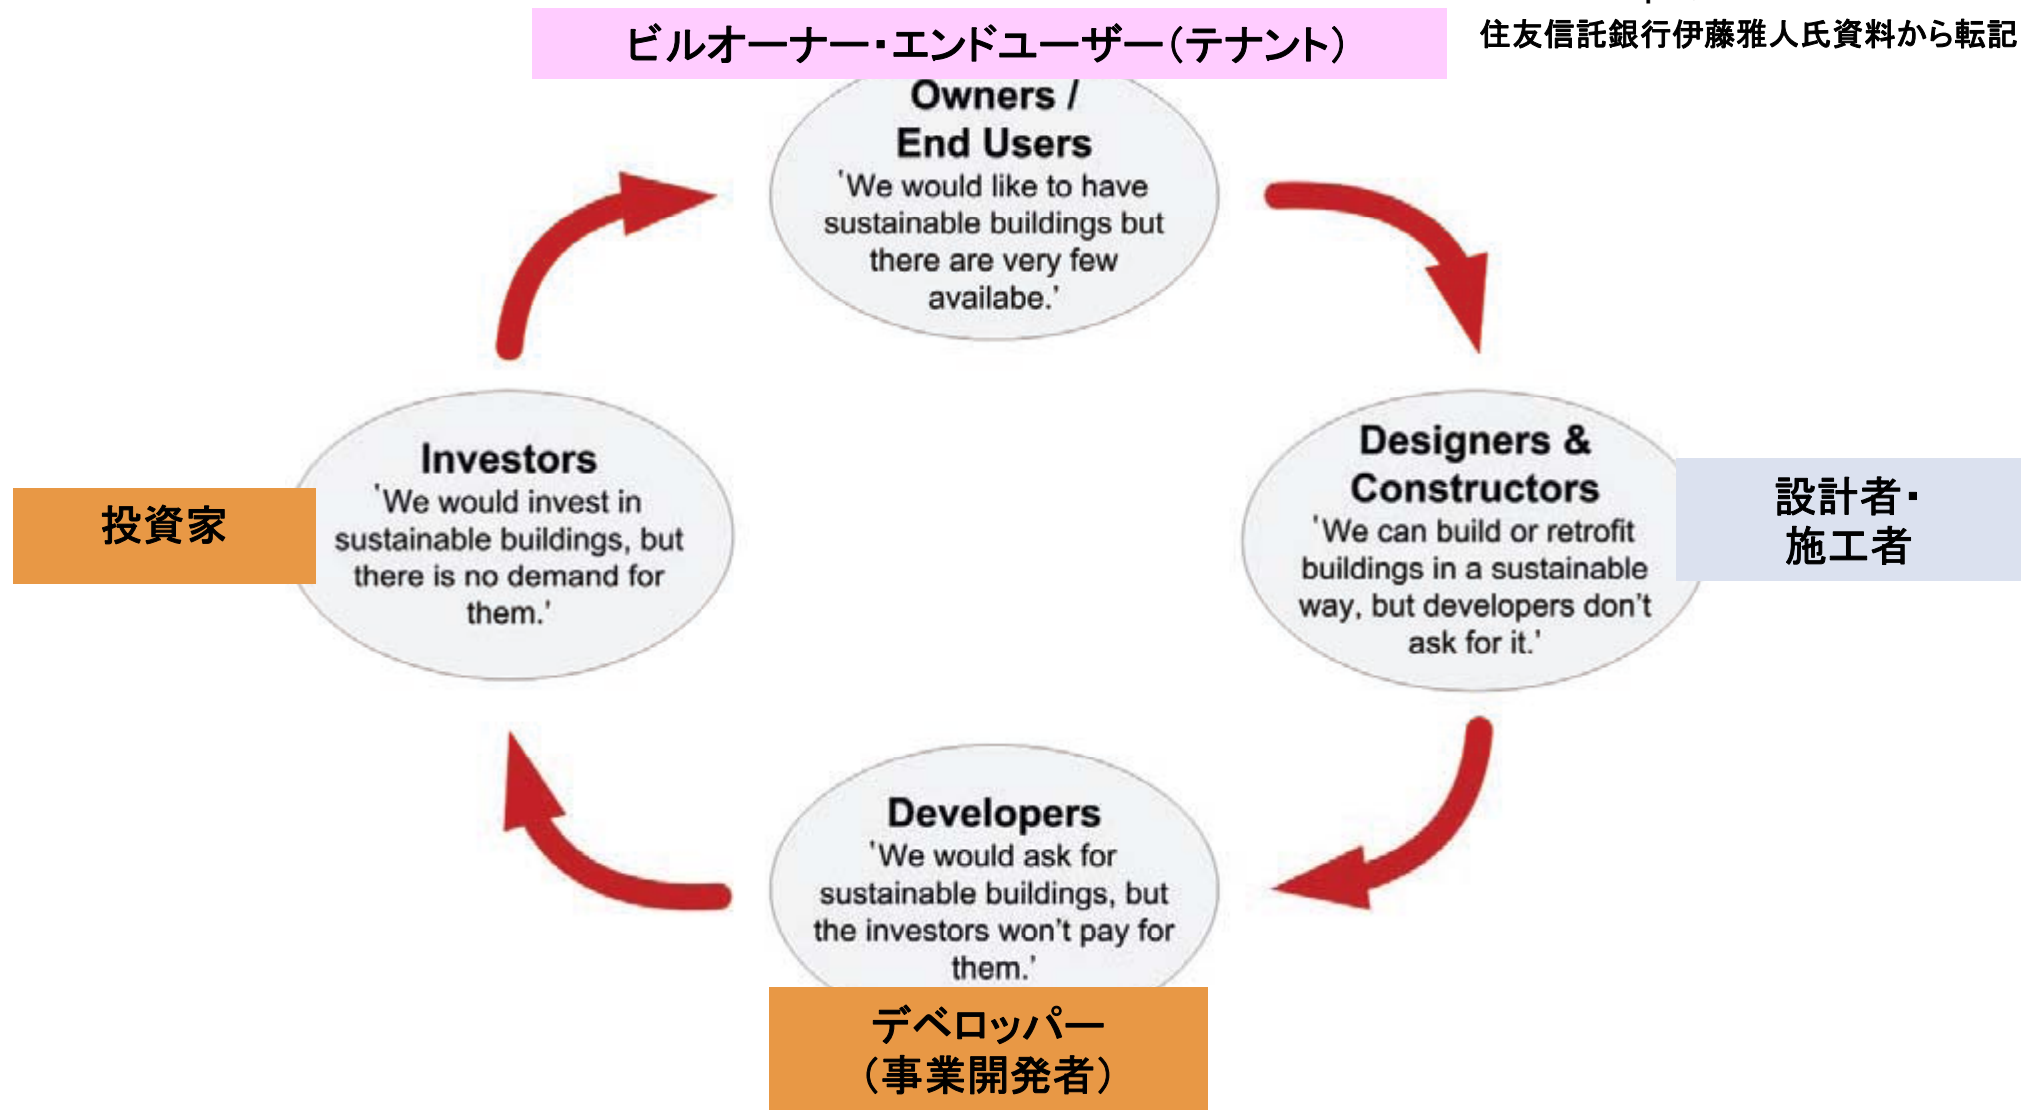 ビルオーナー・エンドユーザー（テナント）
住友信託銀行伊藤雅人氏資料から転記
Owners /
End Users
'We would like to have
sustainable buildings but
there are very few
availabe.'
Investors
'We would invest in
sustainable buildings, but
there is no demand for
them.'
投資家
Designers &
Constructors
'We can build or retrofit
buildings in a sustainable
way, but developers don't
ask for it.'
設計者・
施工者
Developers
'We would ask for
sustainable buildings, but
the investors won't pay for
them.'
デベロッパー
（事業開発者）